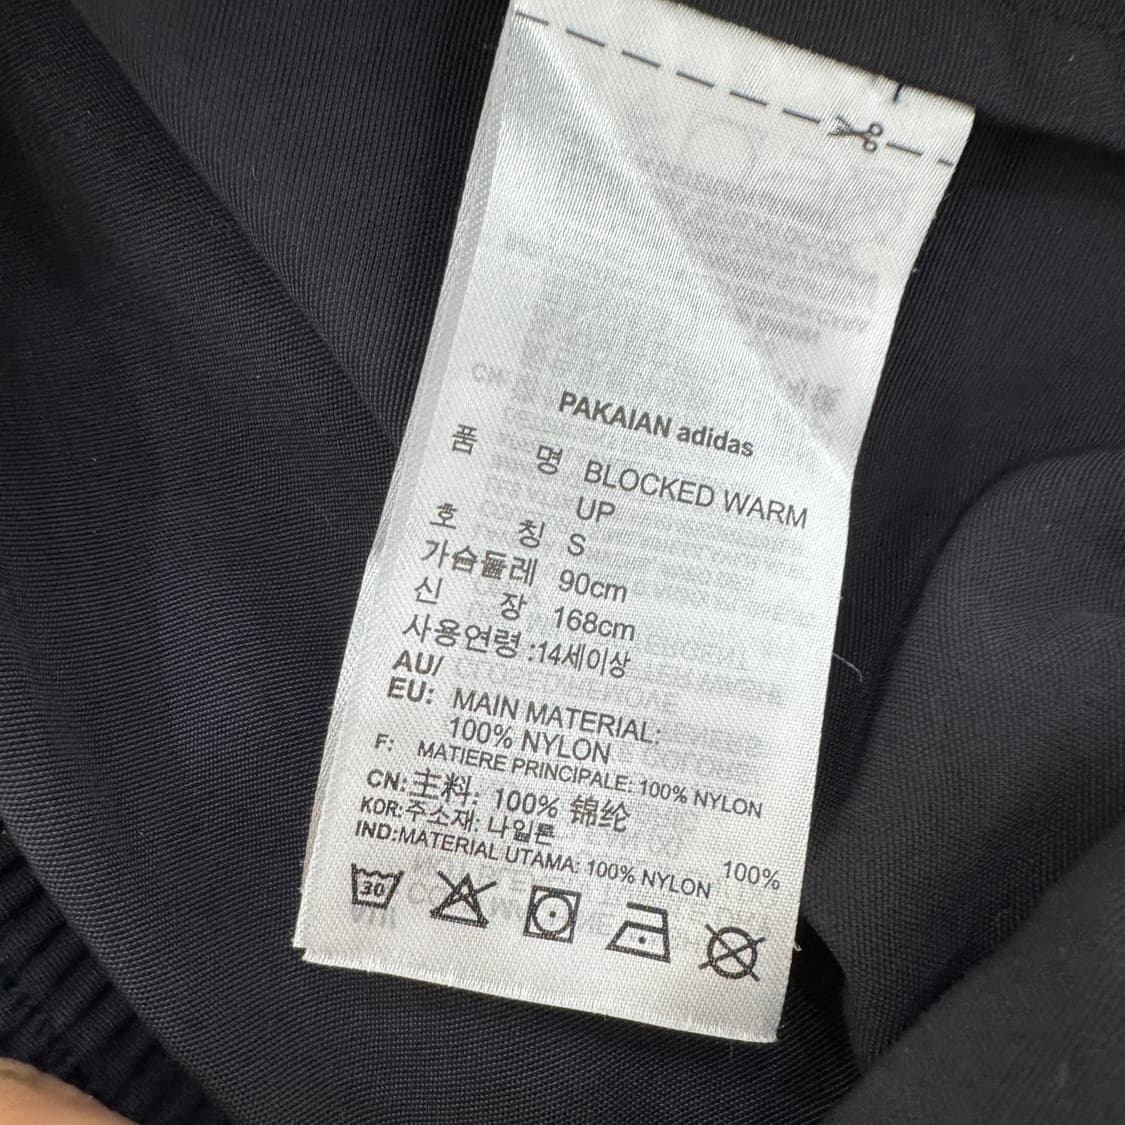 PAKAIAN adidas
품 명 BLOCKED WARM
UP
호 칭 S
가슴둘레 90cm
신 장 168cm
사용연령 :14세이상
AU/
EU: MAIN MATERIAL:
100% NYLON
F: MATIERE PRINCIPALE: 100% NYLON
CN:主料: 100% 锦纶
KOR:주소재: 나일론 100%
IND:MATERIAL UTAMA: 100% NYLON
30